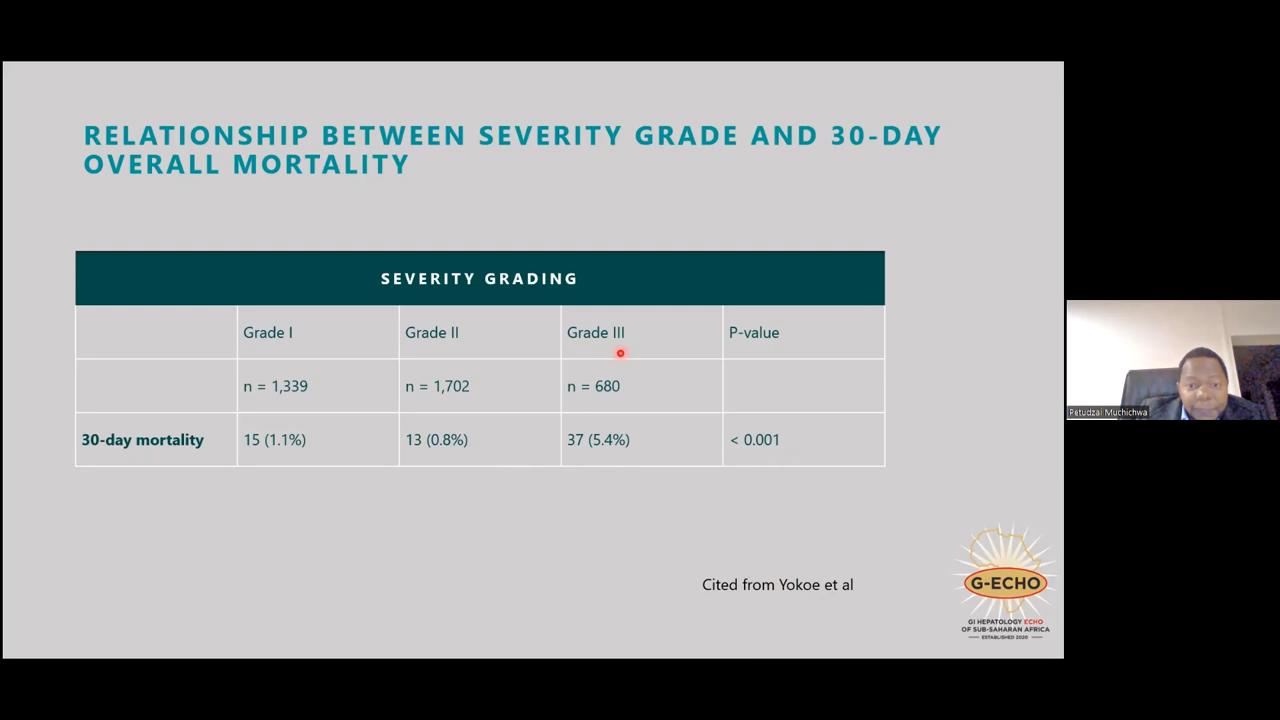 RELATIONSHIP BETWEEN SEVERITY GRADE AND 30-DAY
OVERALL MORTALITY
SEVERITY GRADING
Grade I Grade II Grade III P-value
n = 1,339 n = 1,702 n = 680
30-day mortality 15 (1.1%) 13 (0.8%) 37 (5.4%) < 0.001
Petudzai Muchichwa
Cited from Yokoe et al
G-ECHO
GI HEPATOLOGY ECHO
OF SUB-SAHARAN AFRICA
ESTABLISHED 2020